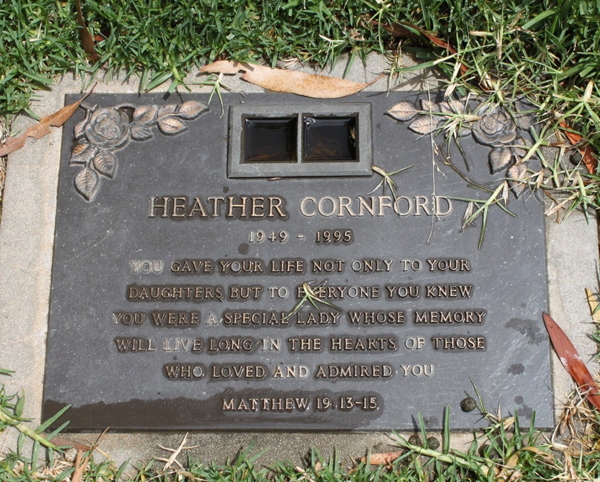 HEATHER CORNFORD
1949 - 1995
YOU GAVE YOUR LIFE NOT ONLY TO YOUR
DAUGHTERS BUT TO EVERYONE YOU KNEW
YOU WERE A SPECIAL LADY WHOSE MEMORY
WILL LIVE LONG IN THE HEARTS OF THOSE
WHO LOVED AND ADMIRED YOU
MATTHEW 19:13-15